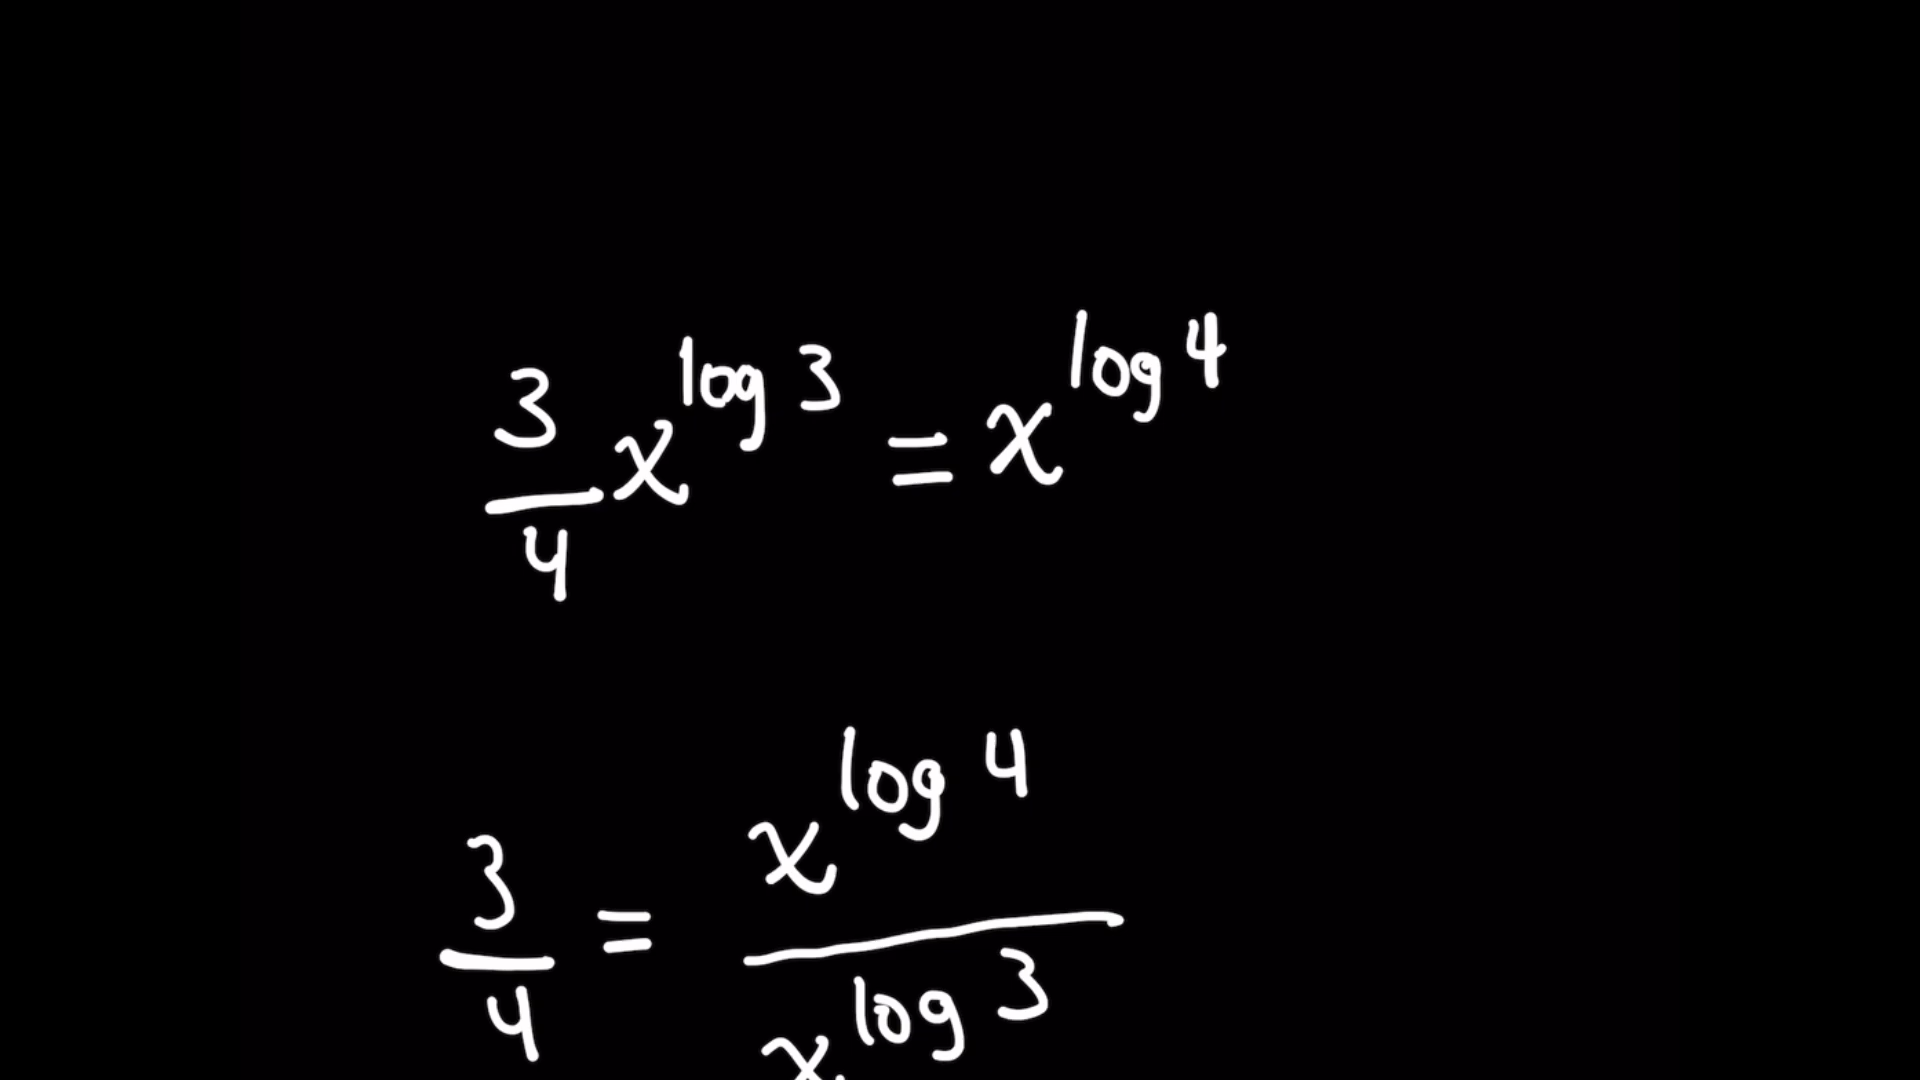 3/4 x^log 3 = x^log 4
3/4 = x^log 4 / x^log 3